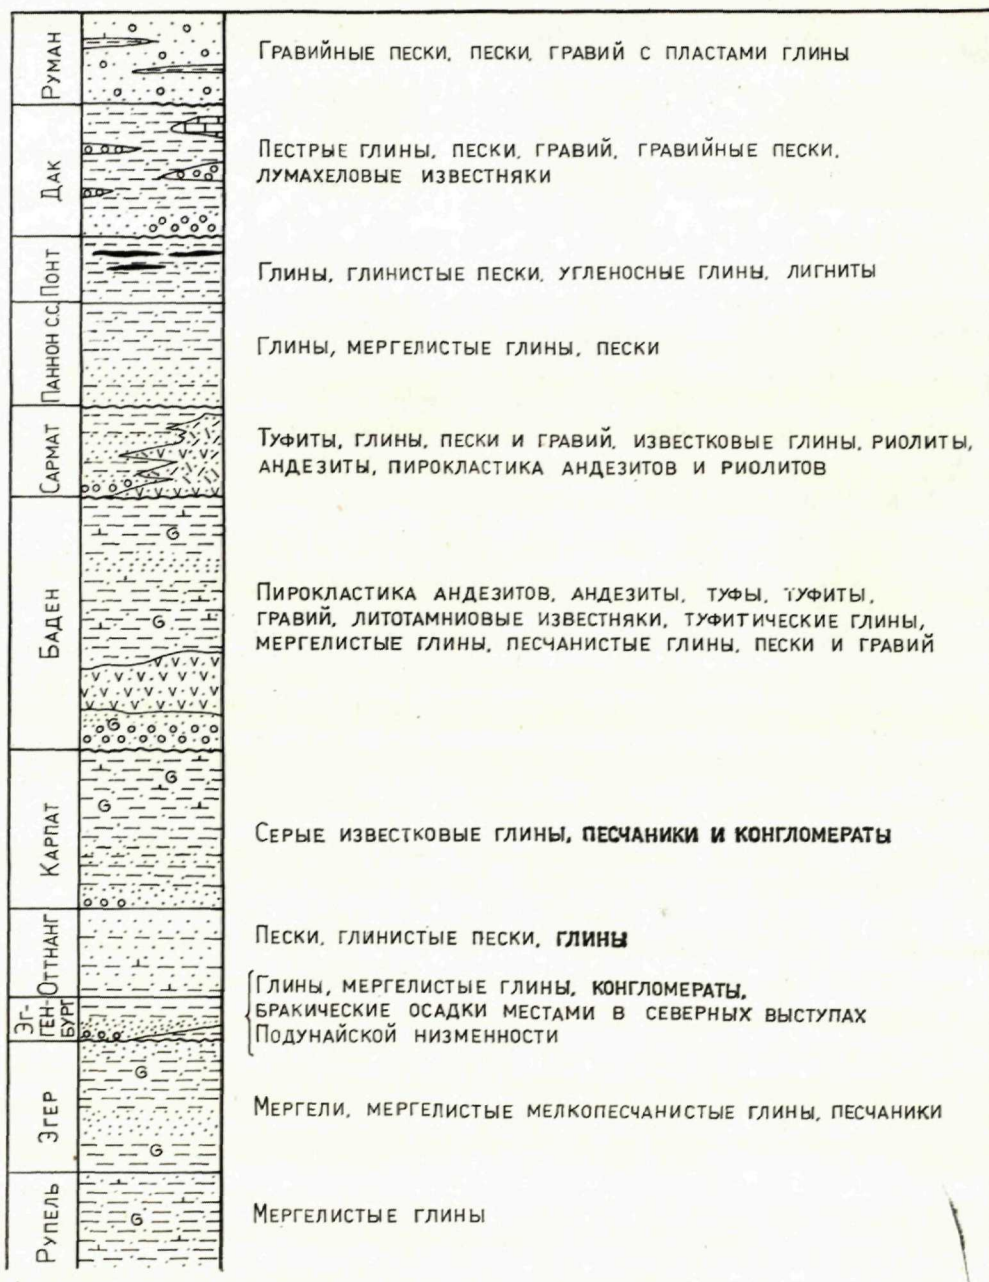 Руман
Гравийные пески, пески, гравий с пластами глины
Дак
Пестрые глины, пески, гравий, гравийные пески,
лумахеловые известняки
Понт
Глины, глинистые пески, угленосные глины, лигниты
Паннон с.с.
Глины, мергелистые глины, пески
Сармат
Туфиты, глины, пески и гравий, известковые глины, риолиты,
андезиты, пирокластика андезитов и риолитов
Баден
G
G
G
Пирокластика андезитов, андезиты, туфы, туфиты,
гравий, литотамниовые известняки, туфитические глины,
мергелистые глины, песчанистые глины, пески и гравий
Карпат
G
G
Серые известковые глины, песчаники и конгломераты
Оттнанг
Пески, глинистые пески, глины
Эг-
ген-
бург
Глины, мергелистые глины, конгломераты,
бракические осадки местами в северных выступах
Подунайской низменности
Эгер
G
G
Мергели, мергелистые мелкопесчанистые глины, песчаники
Рупель
G
Мергелистые глины